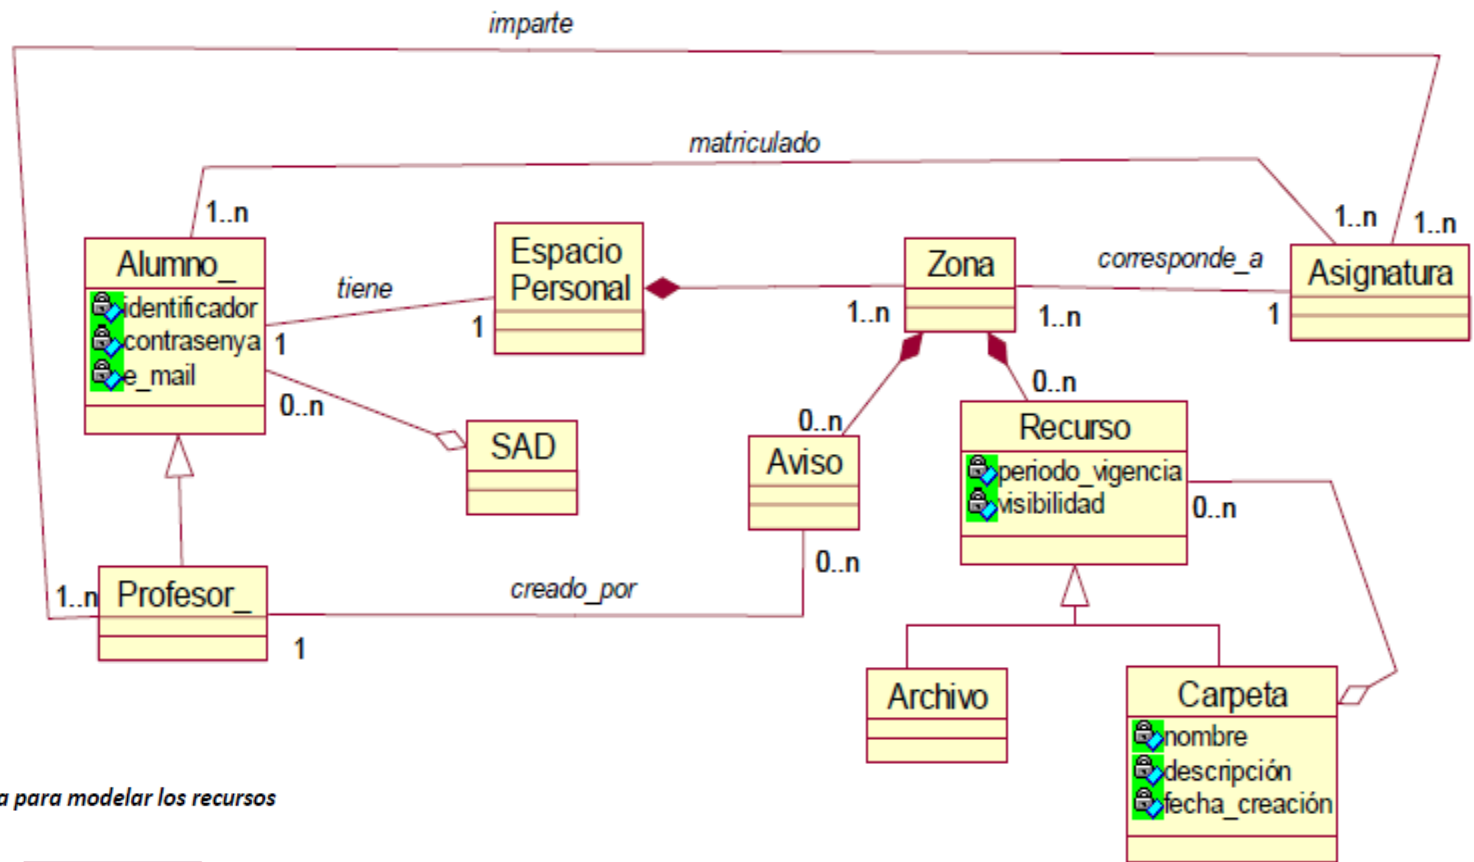 imparte
matriculado
1..n
1..n
1..n
Alumno_
identificador
contrasenya
e_mail
tiene
1
1
Espacio
Personal
1..n
Zona
corresponde_a
1..n
1
Asignatura
0..n
SAD
0..n
Aviso
0..n
Recurso
periodo_vigencia
visibilidad
0..n
0..n
1..n
Profesor_
creado_por
1
Archivo
Carpeta
nombre
descripción
fecha_creación
a para modelar los recursos